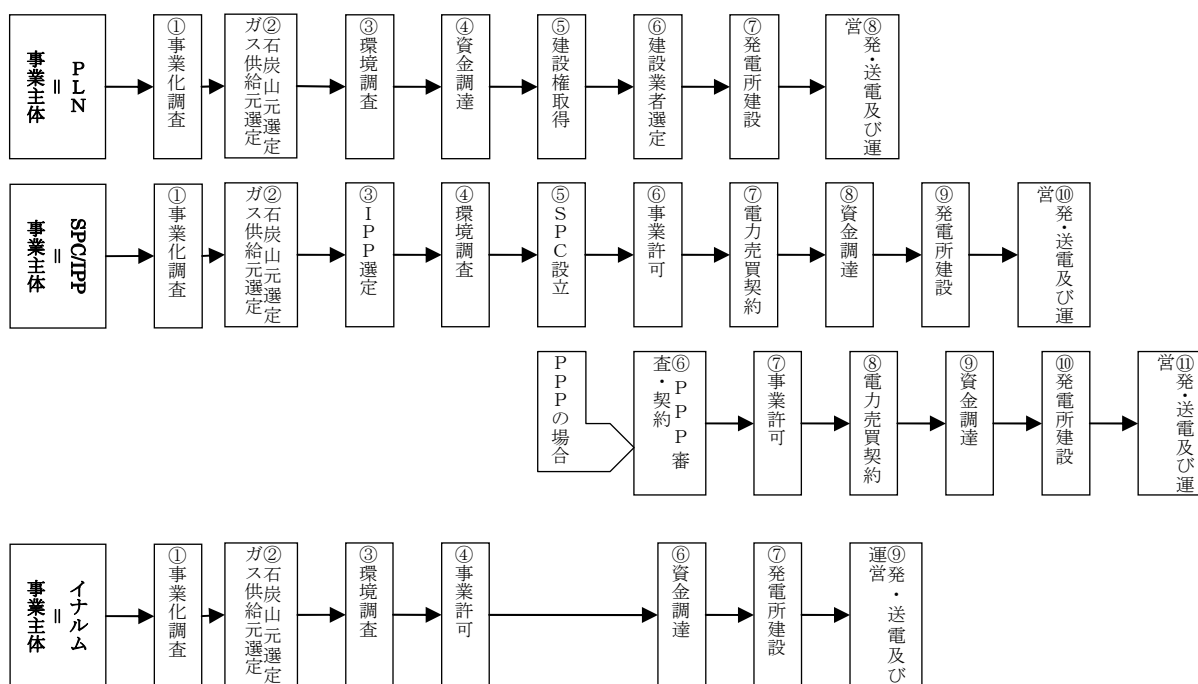 事業主体
＝
PLN
①事業化調査
②石炭山元選定
ガス供給元選定
③環境調査
④資金調達
⑤建設権取得
⑥建設業者選定
⑦発電所建設
⑧発・送電及び運
営
事業主体
＝
SPC/IPP
①事業化調査
②石炭山元選定
ガス供給元選定
③IPP選定
④環境調査
⑤SPC設立
⑥事業許可
⑦電力売買契約
⑧資金調達
⑨発電所建設
⑩発・送電及び運
営
PPPの場合
⑥PPP審
査・契約
⑦事業許可
⑧電力売買契約
⑨資金調達
⑩発電所建設
⑪発・送電及び運
営
事業主体
＝
イナルム
①事業化調査
②石炭山元選定
ガス供給元選定
③環境調査
④事業許可
⑥資金調達
⑦発電所建設
⑨発・送電及び
運営